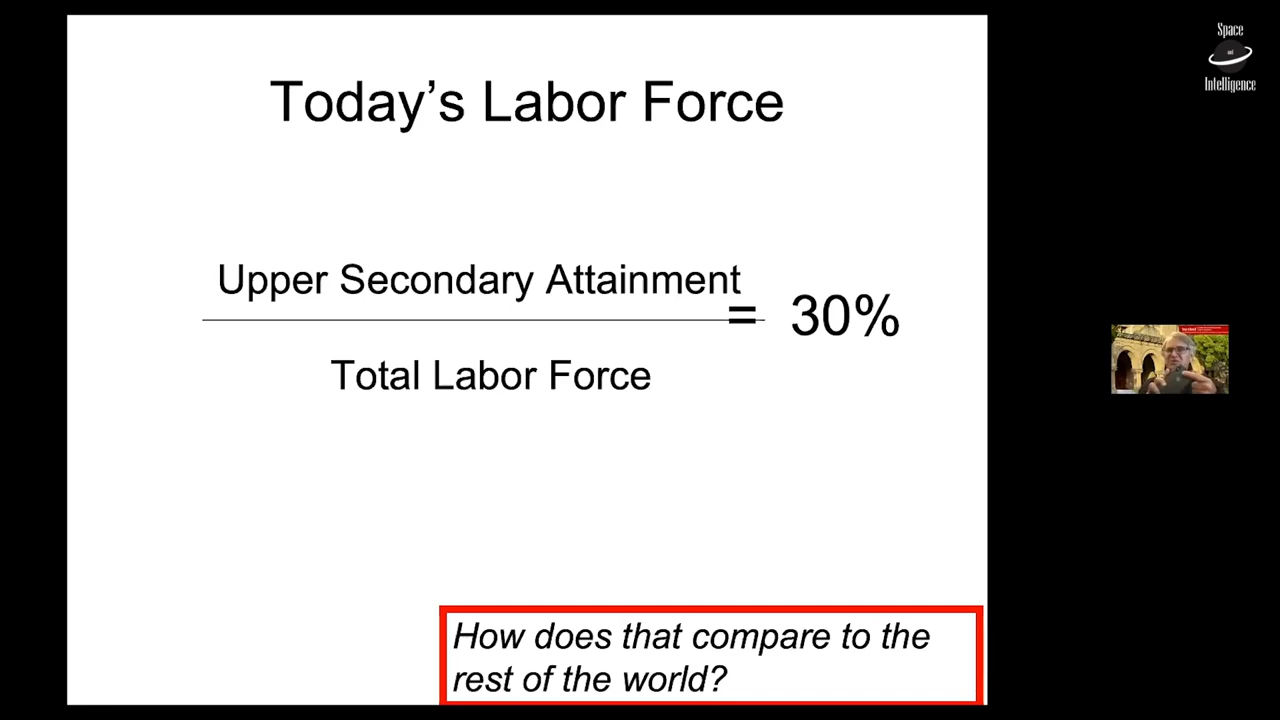 Today’s Labor Force
Upper Secondary Attainment
= 30%
Total Labor Force
How does that compare to the
rest of the world?
Space
and
Intelligence